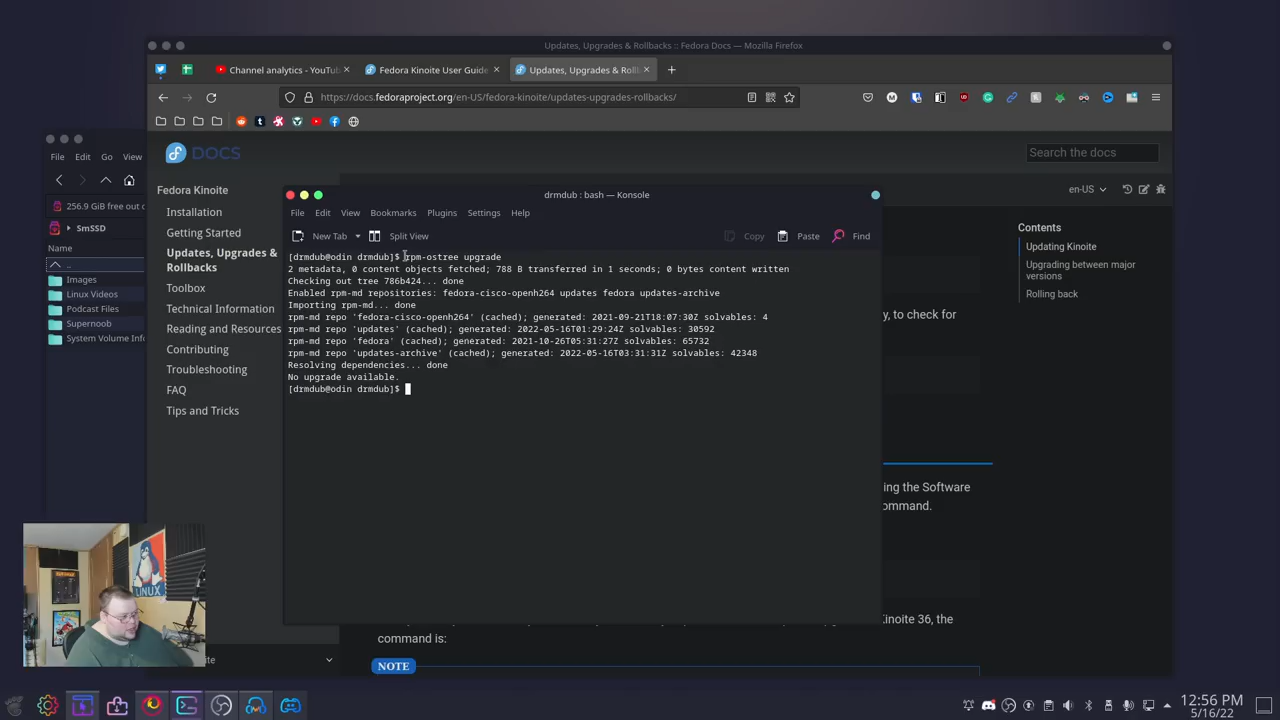 Updates, Upgrades & Rollbacks :: Fedora Docs — Mozilla Firefox
Channel analytics - YouTub
Fedora Kinoite User Guide
Updates, Upgrades & Rollb
https://docs.fedoraproject.org/en-US/fedora-kinoite/updates-upgrades-rollbacks/
File Edit Go View
DOCS
Search the docs
256.9 GiB free out o
SmSSD
Name
..
Images
Linux Videos
Podcast Files
Supernoob
System Volume Info
Fedora Kinoite
Installation
Getting Started
Updates, Upgrades &
Rollbacks
Toolbox
Technical Information
Reading and Resources
Contributing
Troubleshooting
FAQ
Tips and Tricks
en-US
Contents
Updating Kinoite
Upgrading between major
versions
Rolling back
drmdub : bash — Konsole
File Edit View Bookmarks Plugins Settings Help
New Tab Split View Copy Paste Find
[drmdub@odin drmdub]$ rpm-ostree upgrade
2 metadata, 0 content objects fetched; 788 B transferred in 1 seconds; 0 bytes content written
Checking out tree 786b424... done
Enabled rpm-md repositories: fedora-cisco-openh264 updates fedora updates-archive
Importing rpm-md... done
rpm-md repo 'fedora-cisco-openh264' (cached); generated: 2021-09-21T18:07:30Z solvables: 4
rpm-md repo 'updates' (cached); generated: 2022-05-16T01:29:24Z solvables: 30592
rpm-md repo 'fedora' (cached); generated: 2021-10-26T05:31:27Z solvables: 65732
rpm-md repo 'updates-archive' (cached); generated: 2022-05-16T03:31:31Z solvables: 42348
Resolving dependencies... done
No upgrade available.
[drmdub@odin drmdub]$
y, to check for
ing the Software
command.
inoite 36, the
command is:
NOTE
ite
LINUX
12:56 PM
5/16/22